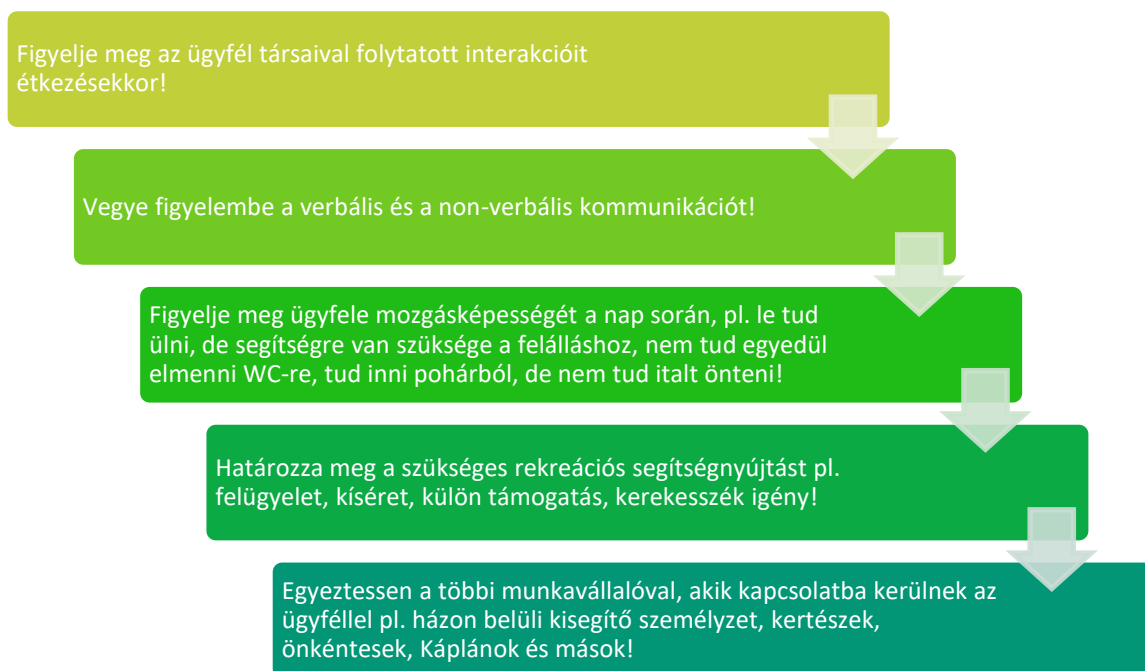 Figyelje meg az ügyfél társaival folytatott interakcióit
étkezésekkor!
Vegye figyelembe a verbális és a non-verbális kommunikációt!
Figyelje meg ügyfele mozgásképességét a nap során, pl. le tud
ülni, de segítségre van szüksége a felálláshoz, nem tud egyedül
elmenni WC-re, tud inni pohárból, de nem tud italt önteni!
Határozza meg a szükséges rekreációs segítségnyújtást pl.
felügyelet, kíséret, külön támogatás, kerekesszék igény!
Egyeztessen a többi munkavállalóval, akik kapcsolatba kerülnek az
ügyféllel pl. házon belüli kisegítő személyzet, kertészek,
önkéntesek, Káplánok és mások!